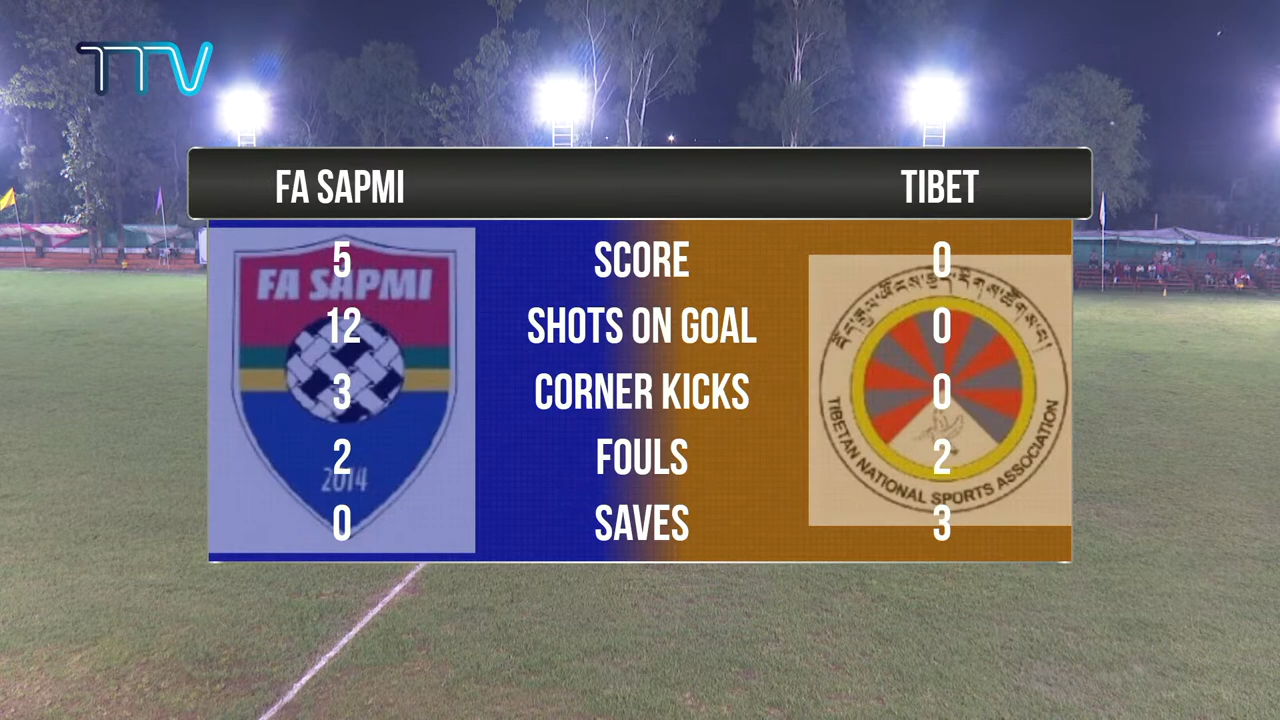 TTV
FA SAPMI TIBET
5 SCORE 0
FA SAPMI
12 SHOTS ON GOAL 0
3 CORNER KICKS 0
2 FOULS 2
2014
TIBETAN NATIONAL SPORTS ASSOCIATION
0 SAVES 3